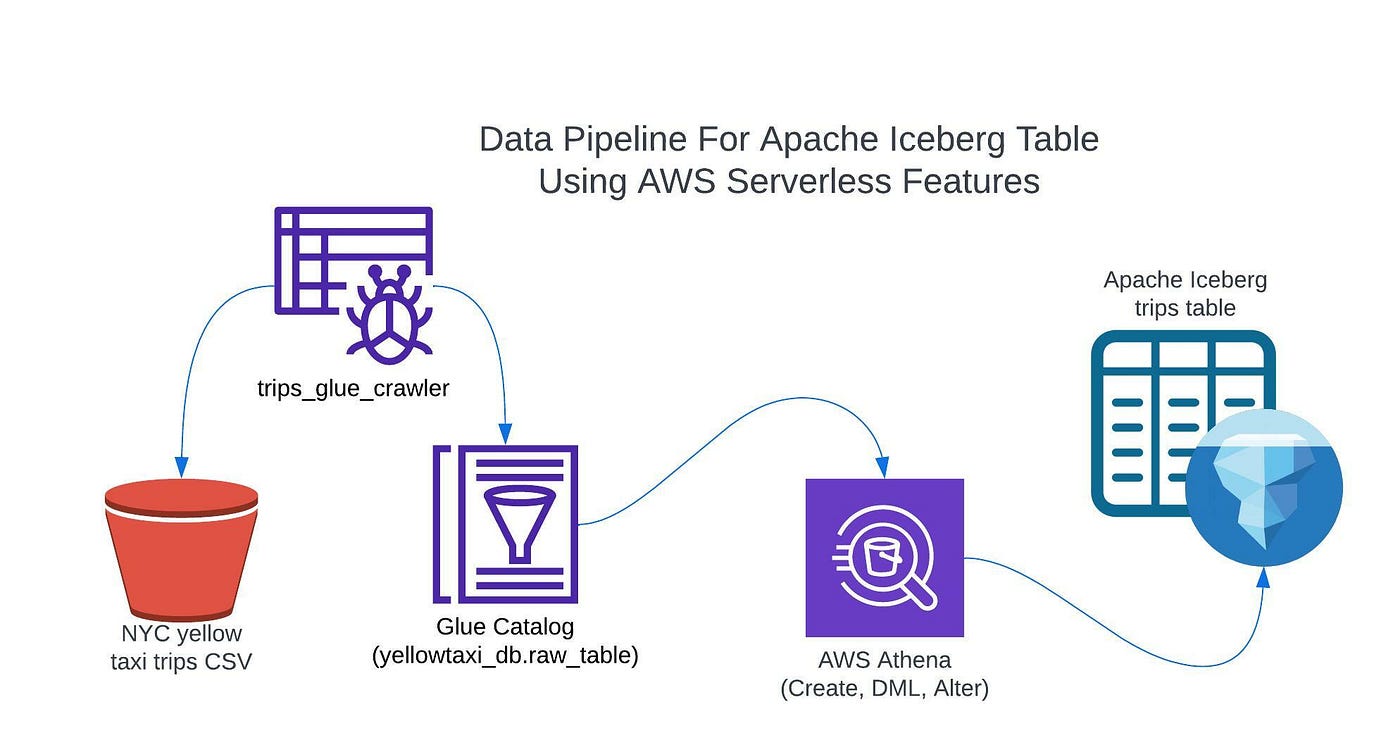 Data Pipeline For Apache Iceberg Table
Using AWS Serverless Features
trips_glue_crawler
NYC yellow
taxi trips CSV
Glue Catalog
(yellowtaxi_db.raw_table)
AWS Athena
(Create, DML, Alter)
Apache Iceberg
trips table